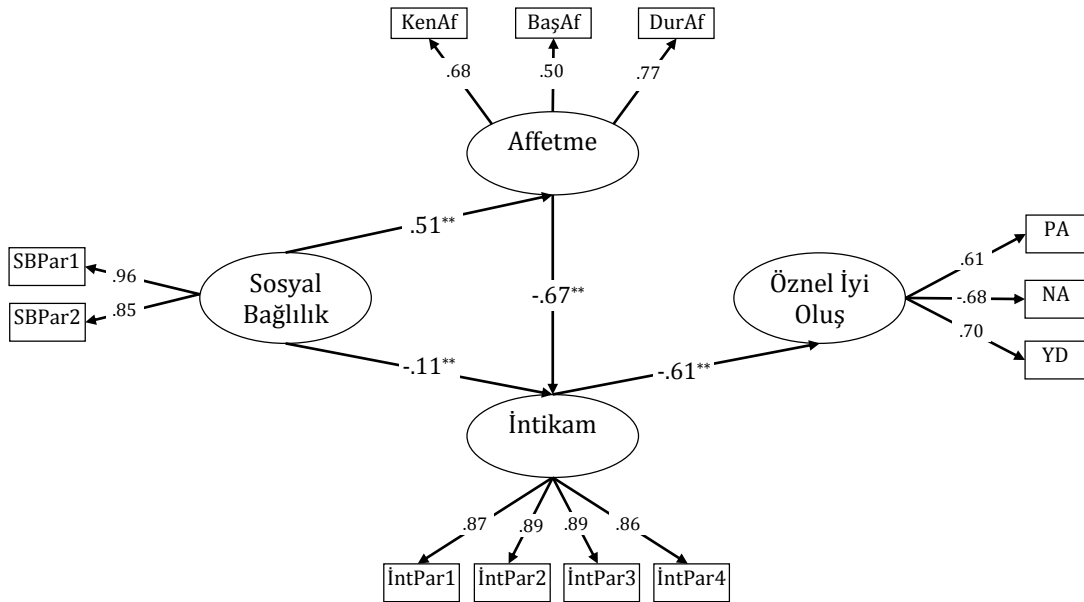 KenAf
BaşAf
DurAf
.68
.50
.77
Affetme
.51**
SBPar1
SBPar2
.96
.85
Sosyal
Bağlılık
-.67**
Öznel İyi
Oluş
.61
-.68
.70
PA
NA
YD
-.11**
-.61**
İntikam
.87
.89
.89
.86
İntPar1
İntPar2
İntPar3
İntPar4